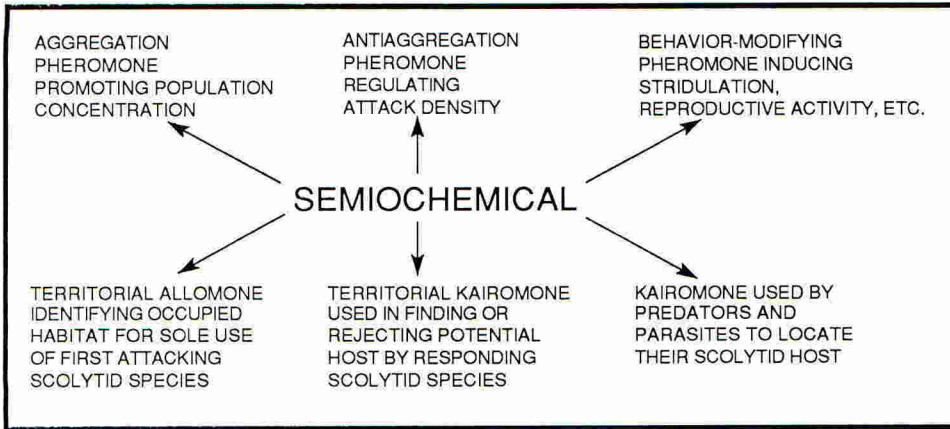 AGGREGATION
PHEROMONE
PROMOTING POPULATION
CONCENTRATION
ANTIAGGREGATION
PHEROMONE
REGULATING
ATTACK DENSITY
BEHAVIOR-MODIFYING
PHEROMONE INDUCING
STRIDULATION,
REPRODUCTIVE ACTIVITY, ETC.
SEMIOCHEMICAL
TERRITORIAL ALLOMONE
IDENTIFYING OCCUPIED
HABITAT FOR SOLE USE
OF FIRST ATTACKING
SCOLYTID SPECIES
TERRITORIAL KAIROMONE
USED IN FINDING OR
REJECTING POTENTIAL
HOST BY RESPONDING
SCOLYTID SPECIES
KAIROMONE USED BY
PREDATORS AND
PARASITES TO LOCATE
THEIR SCOLYTID HOST